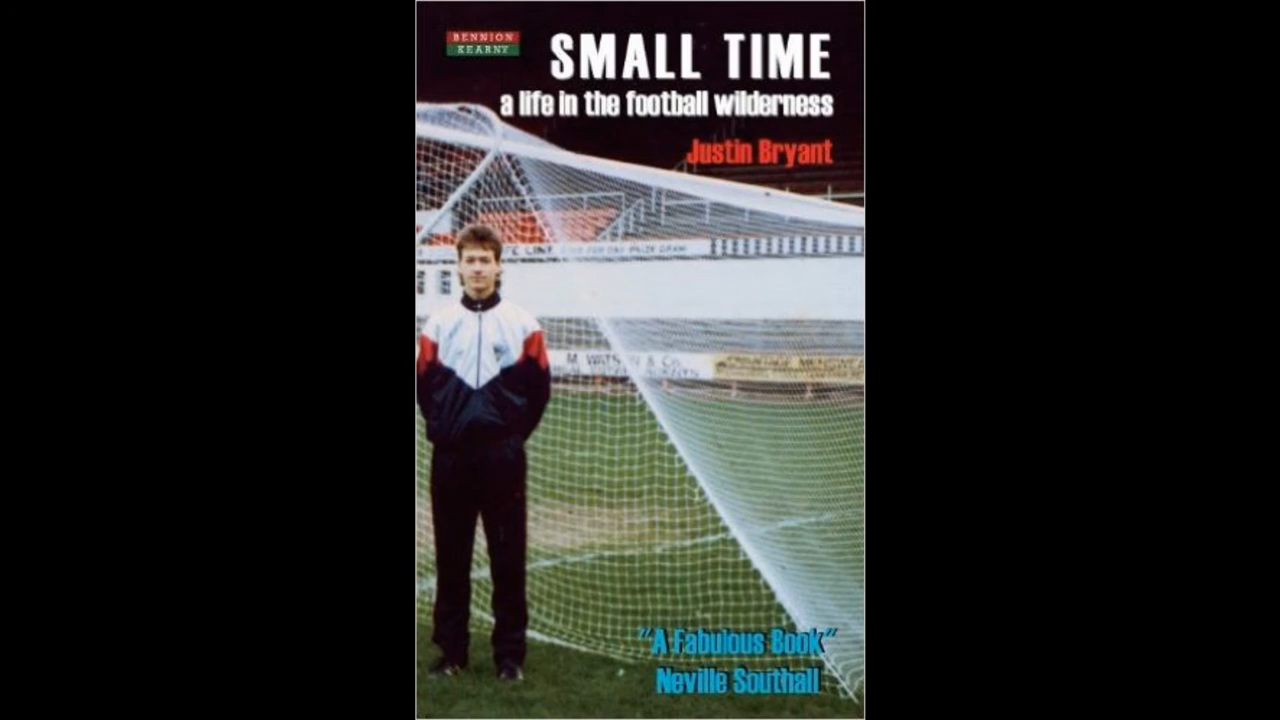 BENNION
KEARNY
SMALL TIME
a life in the football wilderness
Justin Bryant
M. WATSON & Co.
"A Fabulous Book"
Neville Southall